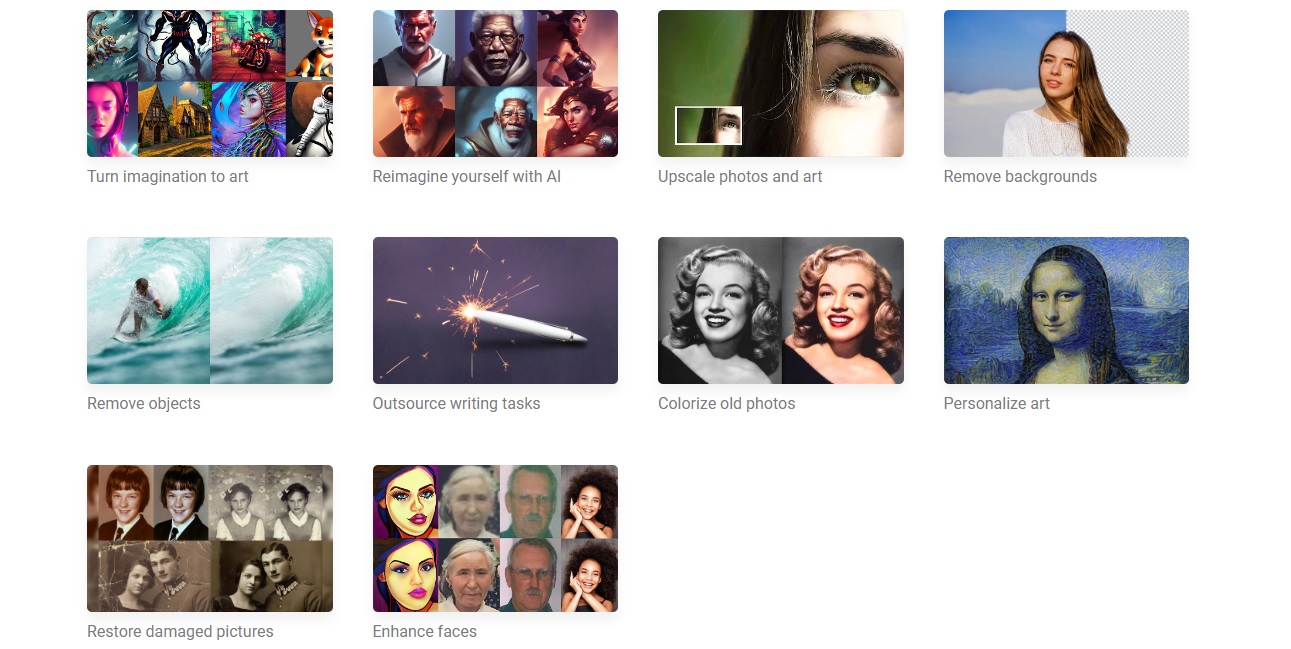 Turn imagination to art
Reimagine yourself with AI
Upscale photos and art
Remove backgrounds
Remove objects
Outsource writing tasks
Colorize old photos
Personalize art
Restore damaged pictures
Enhance faces